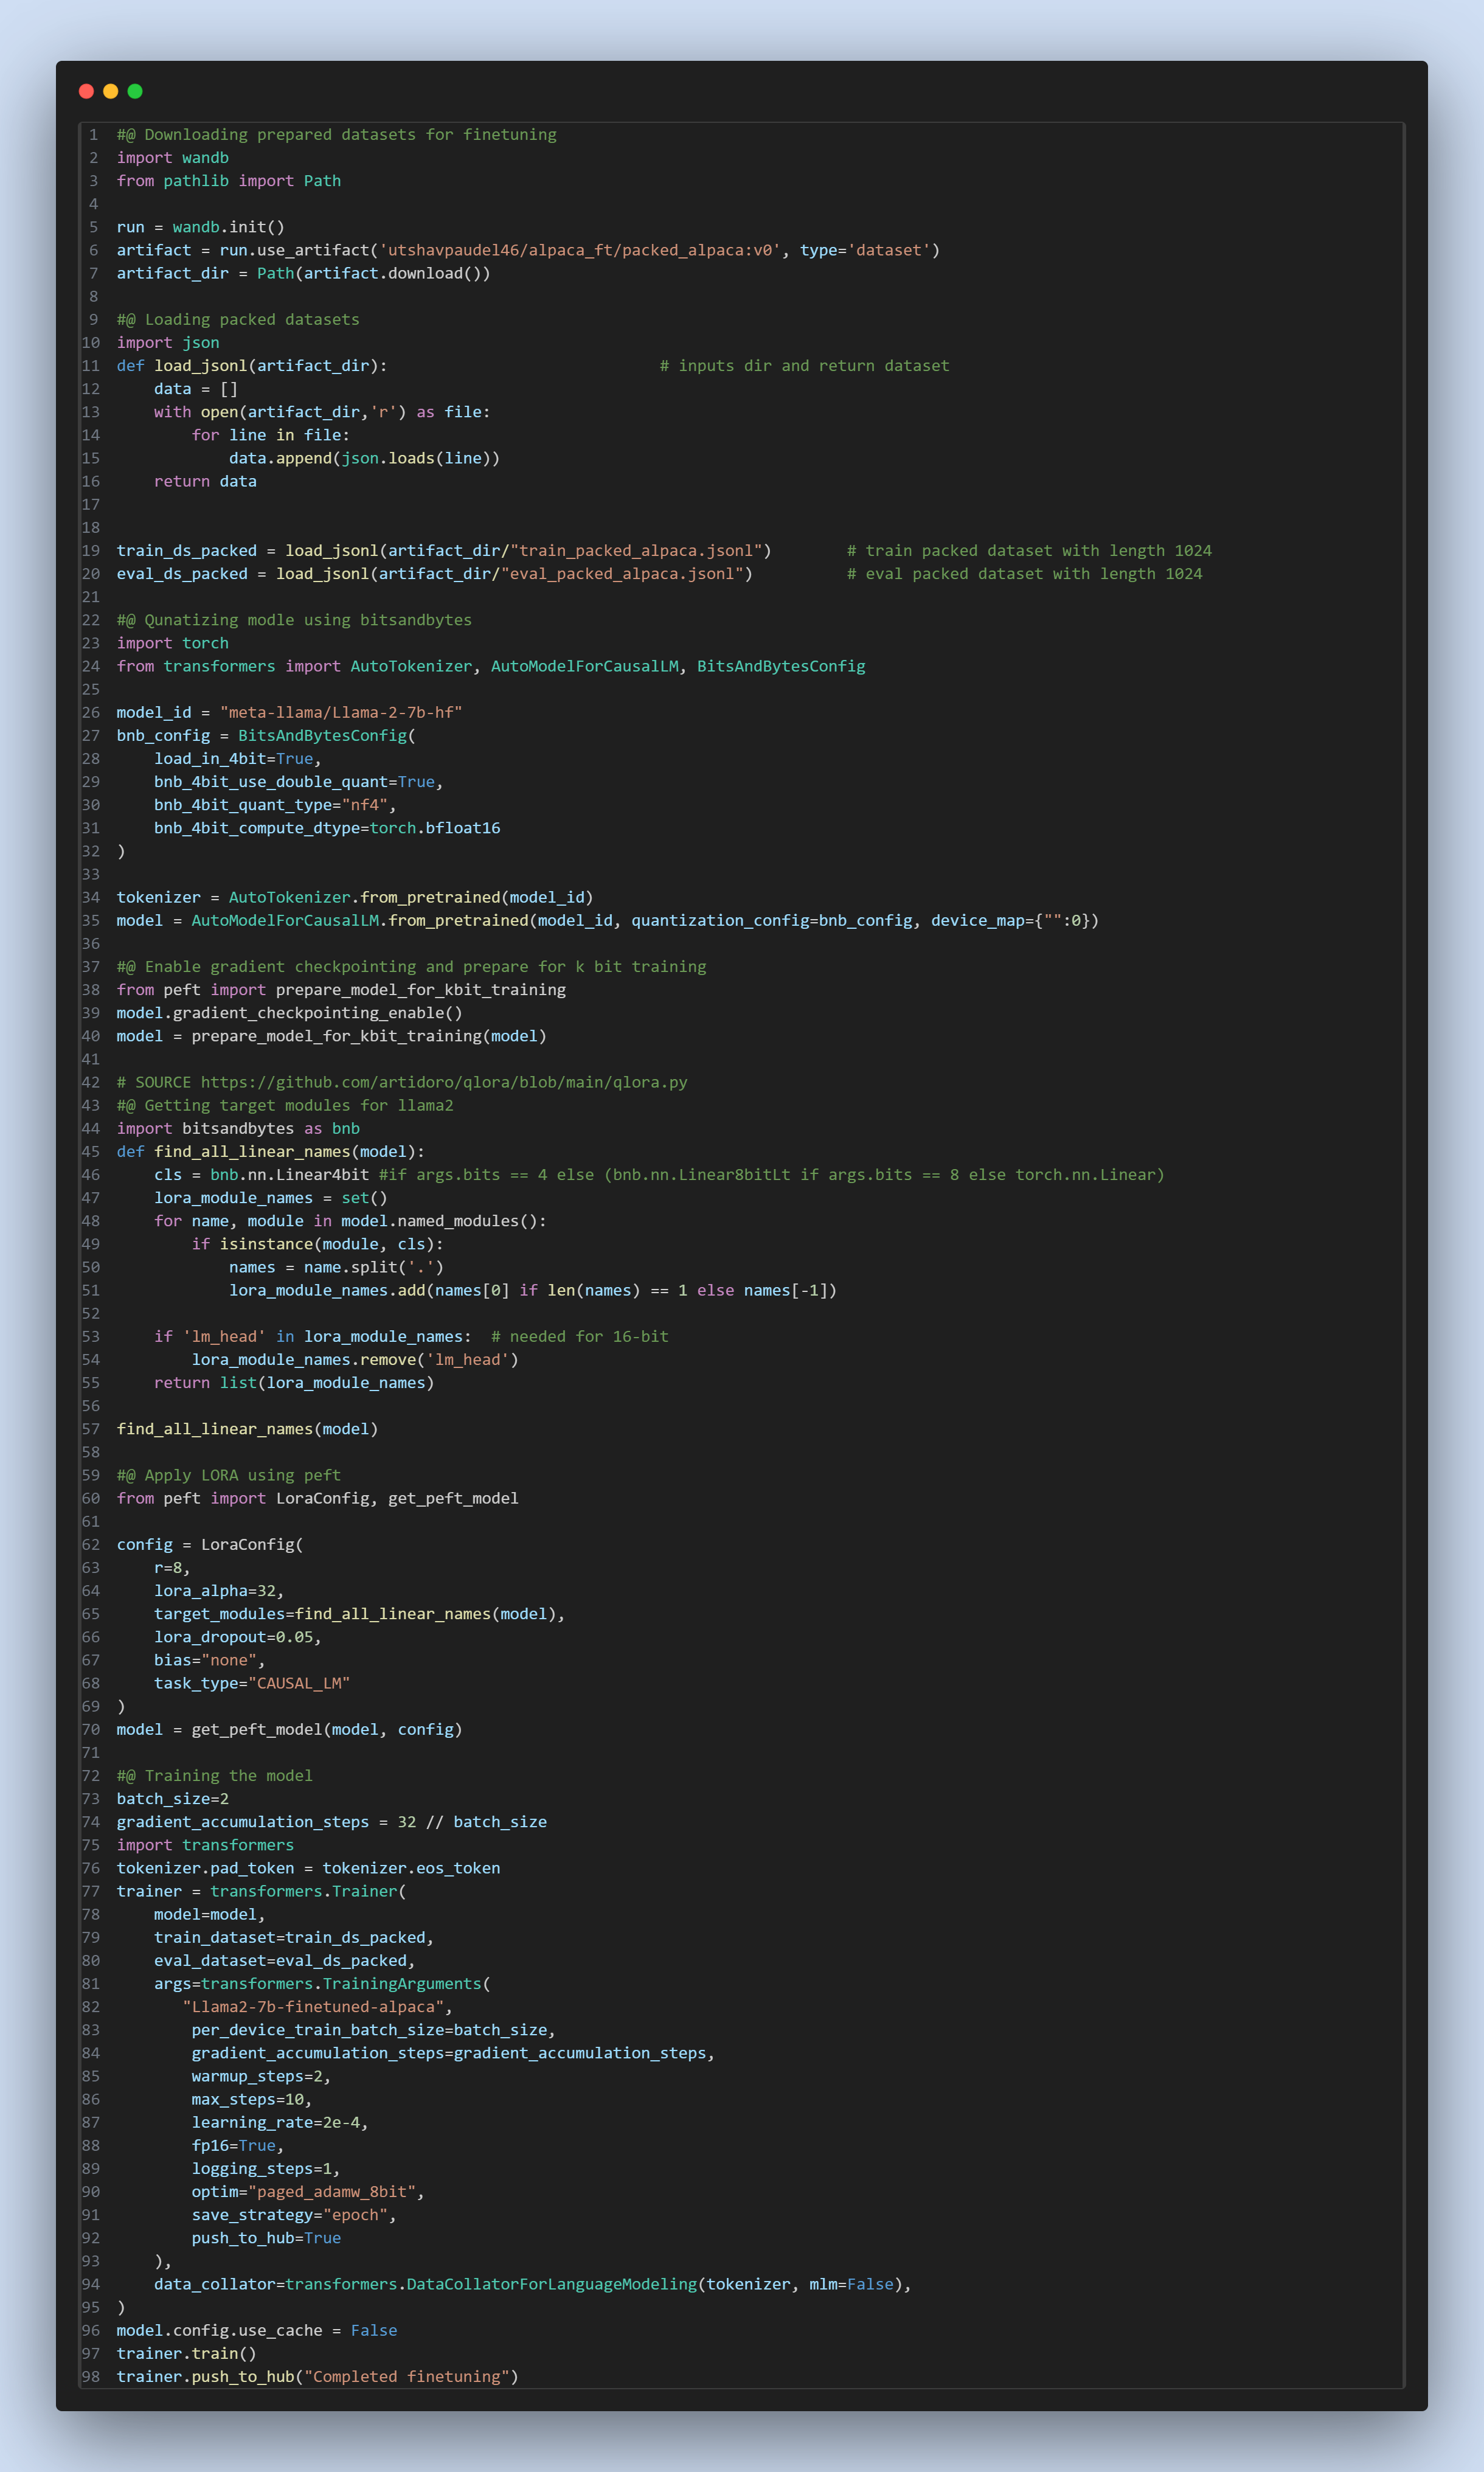 1 #@ Downloading prepared datasets for finetuning
2 import wandb
3 from pathlib import Path
4
5 run = wandb.init()
6 artifact = run.use_artifact('utshavpaudel46/alpaca_ft/packed_alpaca:v0', type='dataset')
7 artifact_dir = Path(artifact.download())
8
9 #@ Loading packed datasets
10 import json
11 def load_jsonl(artifact_dir):                             # inputs dir and return dataset
12     data = []
13     with open(artifact_dir,'r') as file:
14         for line in file:
15             data.append(json.loads(line))
16     return data
17
18
19 train_ds_packed = load_jsonl(artifact_dir/"train_packed_alpaca.jsonl")        # train packed dataset with length 1024
20 eval_ds_packed = load_jsonl(artifact_dir/"eval_packed_alpaca.jsonl")          # eval packed dataset with length 1024
21
22 #@ Qunatizing modle using bitsandbytes
23 import torch
24 from transformers import AutoTokenizer, AutoModelForCausalLM, BitsAndBytesConfig
25
26 model_id = "meta-llama/Llama-2-7b-hf"
27 bnb_config = BitsAndBytesConfig(
28     load_in_4bit=True,
29     bnb_4bit_use_double_quant=True,
30     bnb_4bit_quant_type="nf4",
31     bnb_4bit_compute_dtype=torch.bfloat16
32 )
33
34 tokenizer = AutoTokenizer.from_pretrained(model_id)
35 model = AutoModelForCausalLM.from_pretrained(model_id, quantization_config=bnb_config, device_map={"":0})
36
37 #@ Enable gradient checkpointing and prepare for k bit training
38 from peft import prepare_model_for_kbit_training
39 model.gradient_checkpointing_enable()
40 model = prepare_model_for_kbit_training(model)
41
42 # SOURCE https://github.com/artidoro/qlora/blob/main/qlora.py
43 #@ Getting target modules for llama2
44 import bitsandbytes as bnb
45 def find_all_linear_names(model):
46     cls = bnb.nn.Linear4bit #if args.bits == 4 else (bnb.nn.Linear8bitLt if args.bits == 8 else torch.nn.Linear)
47     lora_module_names = set()
48     for name, module in model.named_modules():
49         if isinstance(module, cls):
50             names = name.split('.')
51             lora_module_names.add(names[0] if len(names) == 1 else names[-1])
52
53     if 'lm_head' in lora_module_names:  # needed for 16-bit
54         lora_module_names.remove('lm_head')
55     return list(lora_module_names)
56
57 find_all_linear_names(model)
58
59 #@ Apply LORA using peft
60 from peft import LoraConfig, get_peft_model
61
62 config = LoraConfig(
63     r=8,
64     lora_alpha=32,
65     target_modules=find_all_linear_names(model),
66     lora_dropout=0.05,
67     bias="none",
68     task_type="CAUSAL_LM"
69 )
70 model = get_peft_model(model, config)
71
72 #@ Training the model
73 batch_size=2
74 gradient_accumulation_steps = 32 // batch_size
75 import transformers
76 tokenizer.pad_token = tokenizer.eos_token
77 trainer = transformers.Trainer(
78     model=model,
79     train_dataset=train_ds_packed,
80     eval_dataset=eval_ds_packed,
81     args=transformers.TrainingArguments(
82        "Llama2-7b-finetuned-alpaca",
83         per_device_train_batch_size=batch_size,
84         gradient_accumulation_steps=gradient_accumulation_steps,
85         warmup_steps=2,
86         max_steps=10,
87         learning_rate=2e-4,
88         fp16=True,
89         logging_steps=1,
90         optim="paged_adamw_8bit",
91         save_strategy="epoch",
92         push_to_hub=True
93     ),
94     data_collator=transformers.DataCollatorForLanguageModeling(tokenizer, mlm=False),
95 )
96 model.config.use_cache = False
97 trainer.train()
98 trainer.push_to_hub("Completed finetuning")